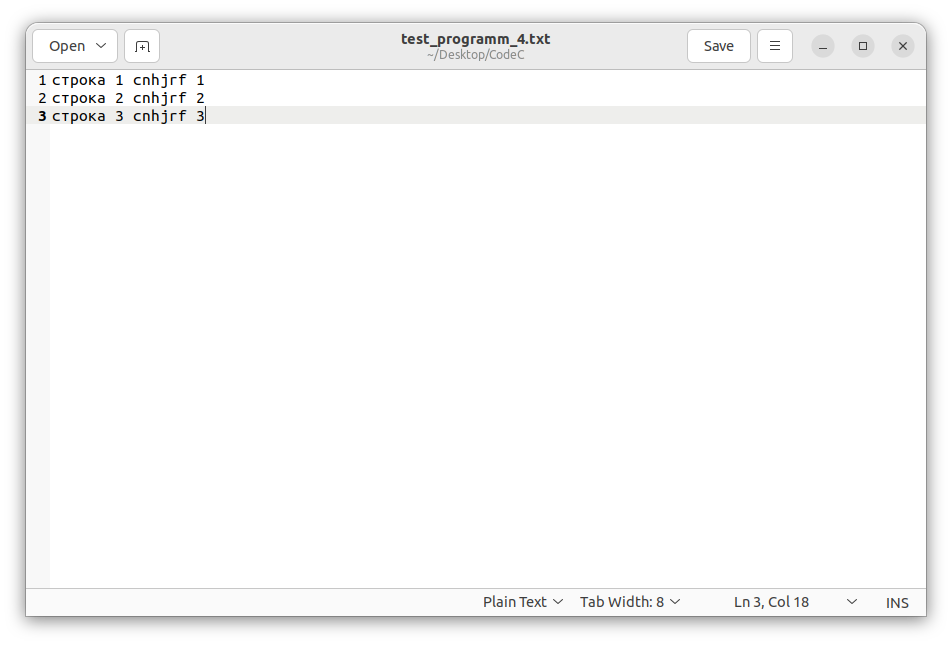 Open
test_programm_4.txt
~/Desktop/CodeC
Save
1 строка 1 cnhjrf 1
2 строка 2 cnhjrf 2
3 строка 3 cnhjrf 3
Plain Text Tab Width: 8 Ln 3, Col 18 INS